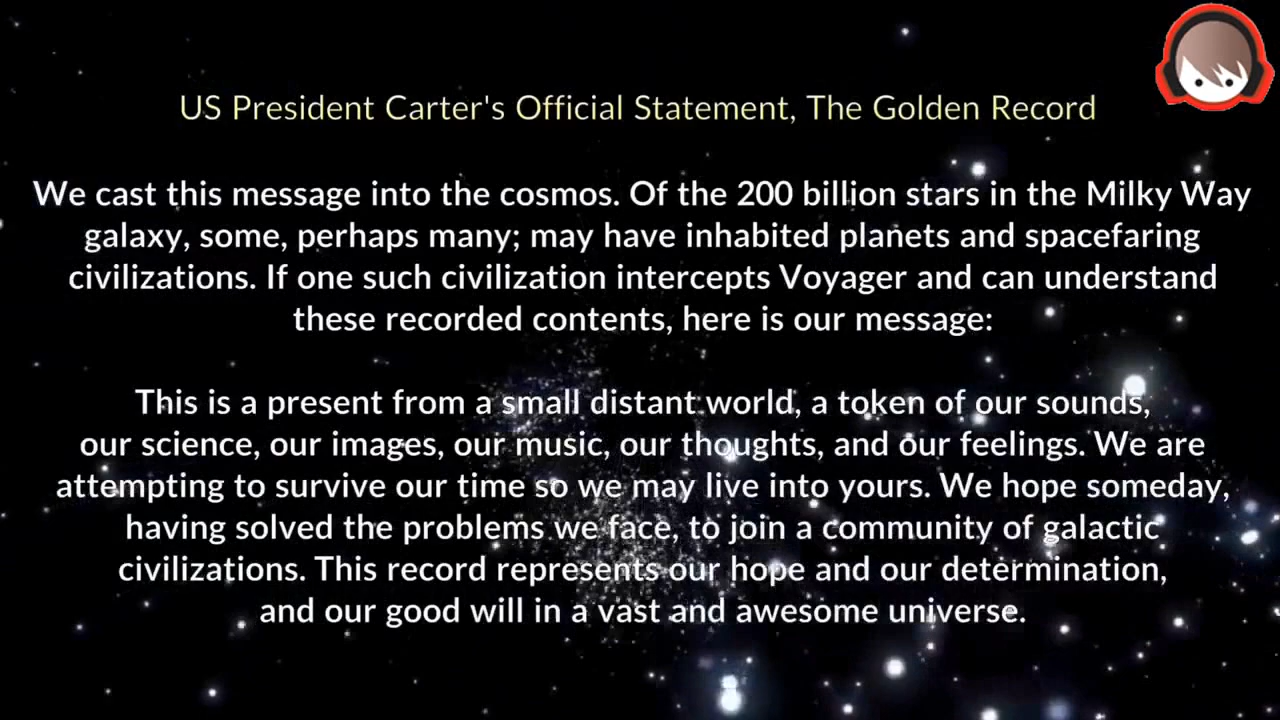 US President Carter's Official Statement, The Golden Record
We cast this message into the cosmos. Of the 200 billion stars in the Milky Way
galaxy, some, perhaps many; may have inhabited planets and spacefaring
civilizations. If one such civilization intercepts Voyager and can understand
these recorded contents, here is our message:
This is a present from a small distant world, a token of our sounds,
our science, our images, our music, our thoughts, and our feelings. We are
attempting to survive our time so we may live into yours. We hope someday,
having solved the problems we face, to join a community of galactic
civilizations. This record represents our hope and our determination,
and our good will in a vast and awesome universe.